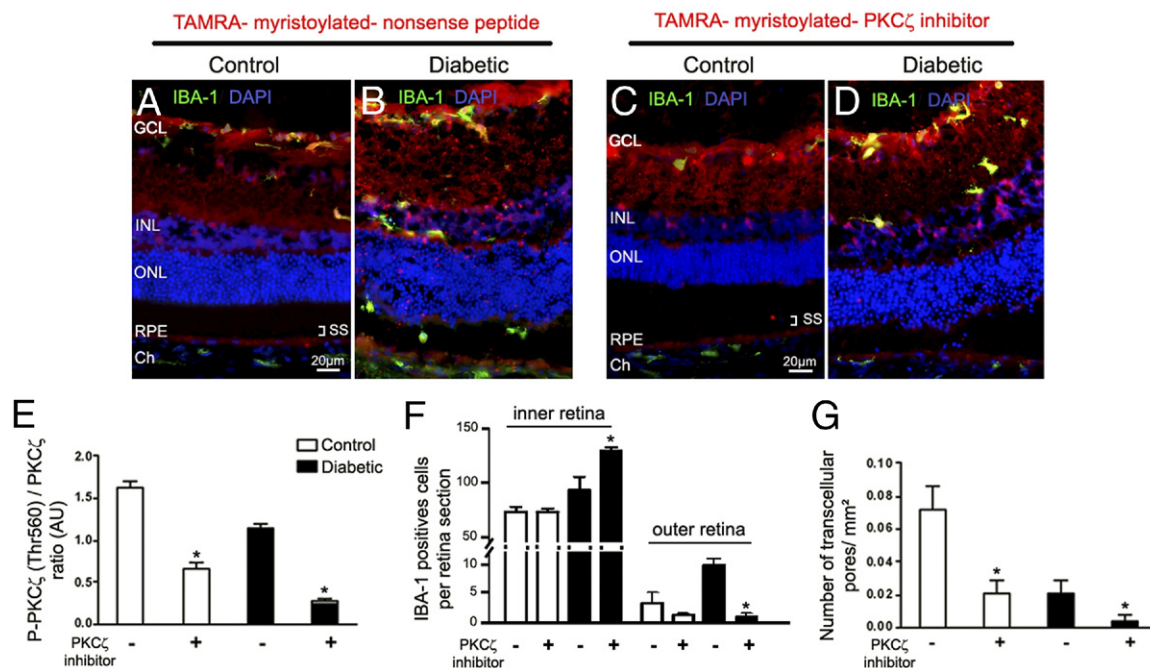 TAMRA- myristoylated- nonsense peptide
TAMRA- myristoylated- PKCζ inhibitor
Control
Diabetic
Control
Diabetic
A
IBA-1 DAPI
GCL
INL
ONL
RPE
SS
Ch
20µm
B
IBA-1 DAPI
C
IBA-1 DAPI
GCL
INL
ONL
RPE
SS
Ch
20µm
D
IBA-1 DAPI
E
Control
Diabetic
P-PKCζ (Thr560) / PKCζ
ratio (AU)
2.0
1.5
1.0
0.5
0.0
*
*
PKCζ
inhibitor
- + - +
F
inner retina
outer retina
IBA-1 positives cells
per retina section
150
100
50
10
5
0
*
*
PKCζ
inhibitor
- + - + - + - +
G
Number of transcellular
pores/ mm²
0.10
0.08
0.06
0.04
0.02
0.00
*
*
PKCζ
inhibitor
- + - +